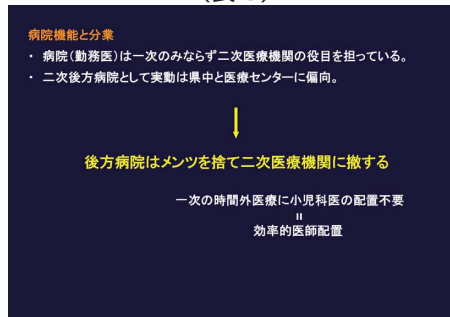 病院機能と分業
・ 病院(勤務医)は一次のみならず二次医療機関の役目を担っている。
・ 二次後方病院として実動は県中と医療センターに偏向。
後方病院はメンツを捨て二次医療機関に撤する
一次の時間外医療に小児科医の配置不要
=
効率的医師配置